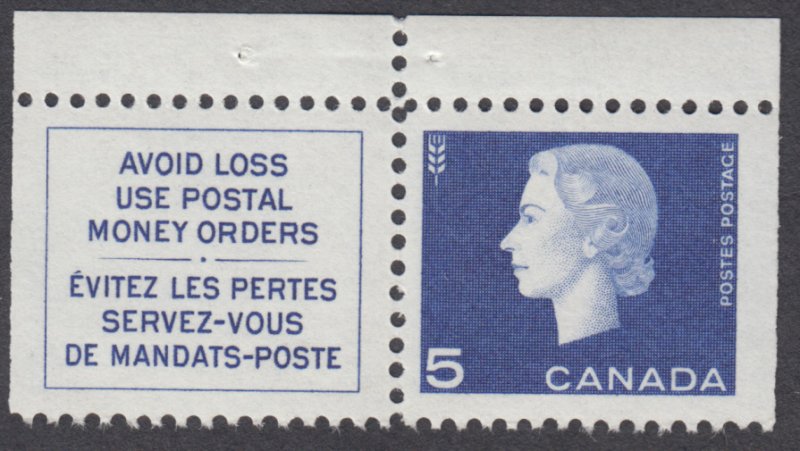 AVOID LOSS
USE POSTAL
MONEY ORDERS
ÉVITEZ LES PERTES
SERVEZ-VOUS
DE MANDATS-POSTE
POSTES POSTAGE
5 CANADA